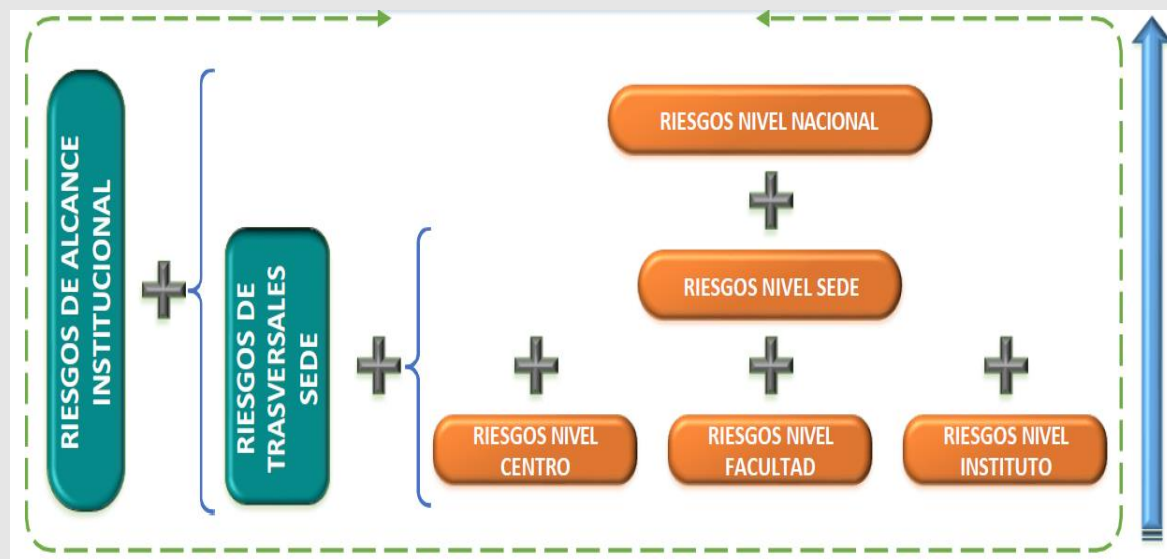 RIESGOS DE ALCANCE
INSTITUCIONAL
RIESGOS DE
TRASVERSALES
SEDE
RIESGOS NIVEL NACIONAL
RIESGOS NIVEL SEDE
RIESGOS NIVEL
CENTRO
RIESGOS NIVEL
FACULTAD
RIESGOS NIVEL
INSTITUTO